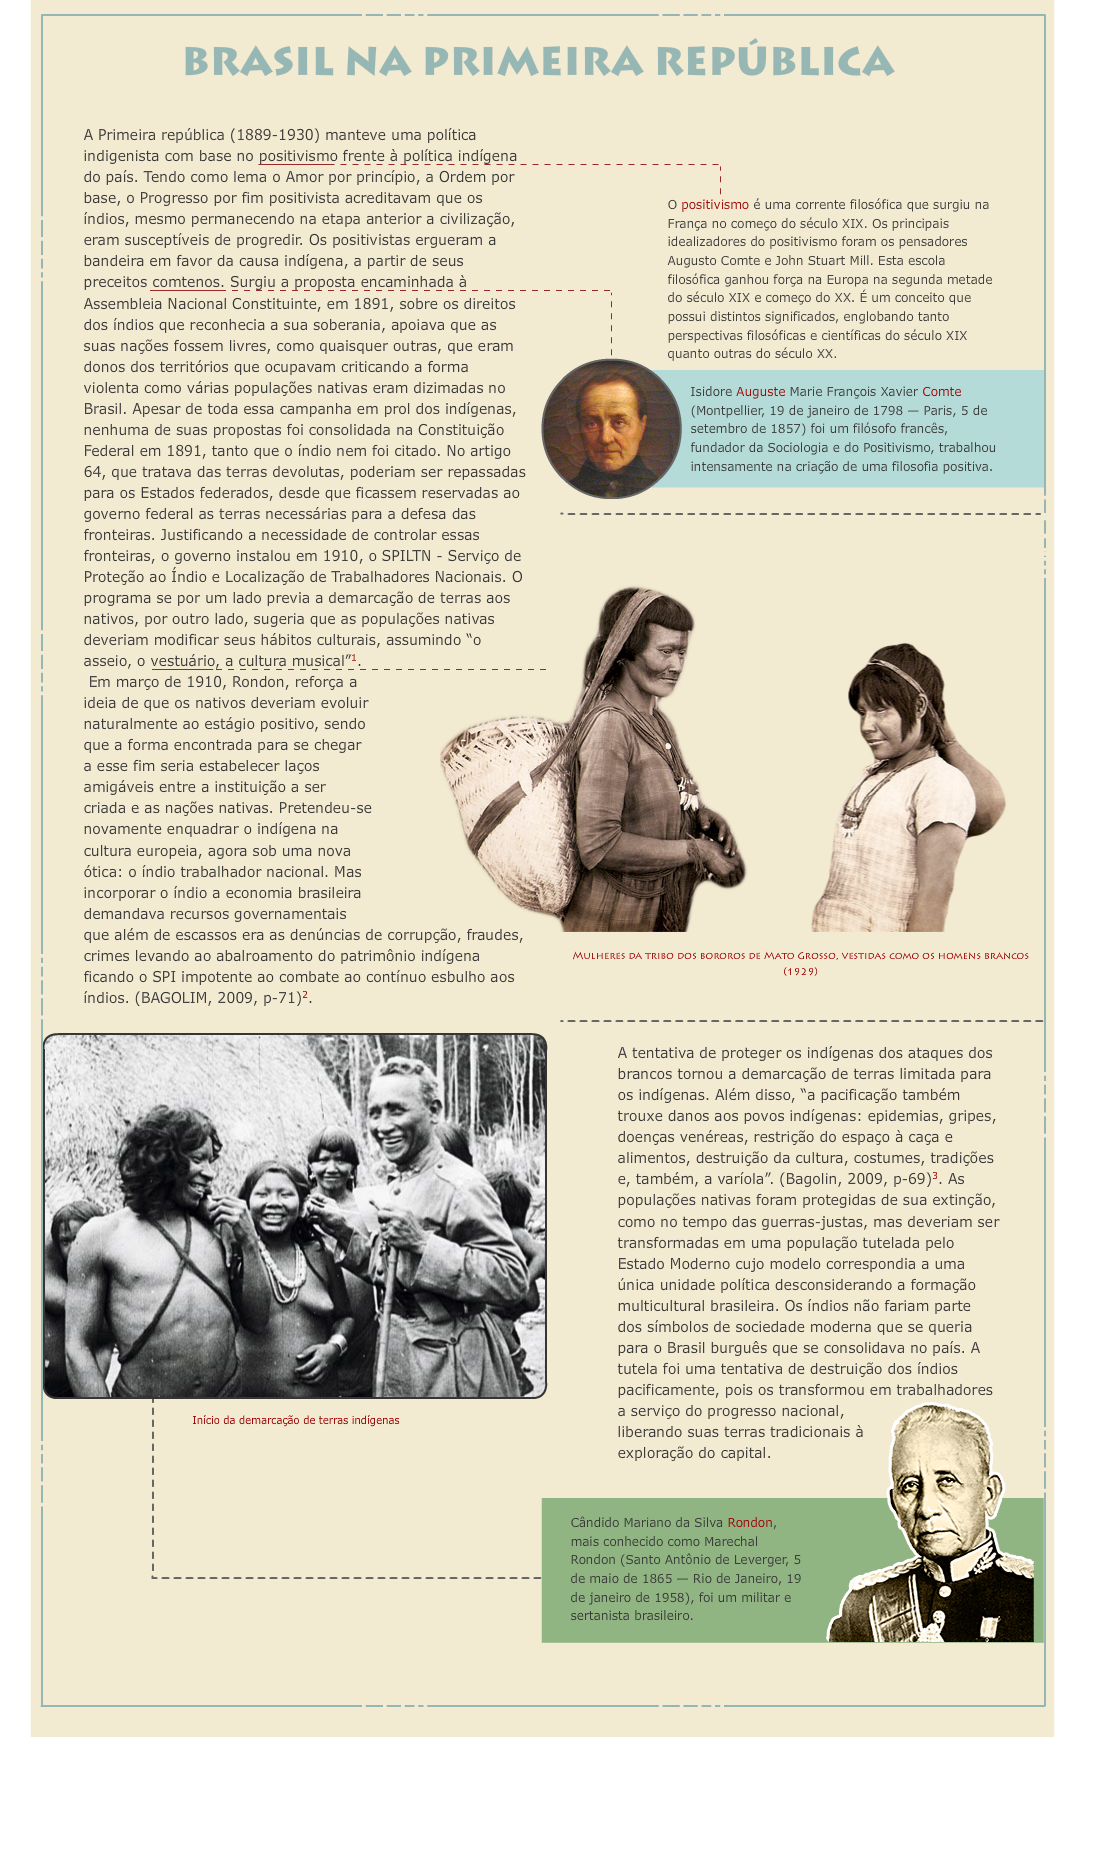 BRASIL NA PRIMEIRA REPÚBLICA
A Primeira república (1889-1930) manteve uma política
indigenista com base no positivismo frente à política indígena
do país. Tendo como lema o Amor por princípio, a Ordem por
base, o Progresso por fim positivista acreditavam que os
índios, mesmo permanecendo na etapa anterior a civilização,
eram susceptíveis de progredir. Os positivistas ergueram a
bandeira em favor da causa indígena, a partir de seus
preceitos comtenos. Surgiu a proposta encaminhada à
Assembleia Nacional Constituinte, em 1891, sobre os direitos
dos índios que reconhecia a sua soberania, apoiava que as
suas nações fossem livres, como quaisquer outras, que eram
donos dos territórios que ocupavam criticando a forma
violenta como várias populações nativas eram dizimadas no
Brasil. Apesar de toda essa campanha em prol dos indígenas,
nenhuma de suas propostas foi consolidada na Constituição
Federal em 1891, tanto que o índio nem foi citado. No artigo
64, que tratava das terras devolutas, poderiam ser repassadas
para os Estados federados, desde que ficassem reservadas ao
governo federal as terras necessárias para a defesa das
fronteiras. Justificando a necessidade de controlar essas
fronteiras, o governo instalou em 1910, o SPILTN - Serviço de
Proteção ao Índio e Localização de Trabalhadores Nacionais. O
programa se por um lado previa a demarcação de terras aos
nativos, por outro lado, sugeria que as populações nativas
deveriam modificar seus hábitos culturais, assumindo “o
asseio, o vestuário, a cultura musical”1.
Em março de 1910, Rondon, reforça a
ideia de que os nativos deveriam evoluir
naturalmente ao estágio positivo, sendo
que a forma encontrada para se chegar
a esse fim seria estabelecer laços
amigáveis entre a instituição a ser
criada e as nações nativas. Pretendeu-se
novamente enquadrar o indígena na
cultura europeia, agora sob uma nova
ótica: o índio trabalhador nacional. Mas
incorporar o índio a economia brasileira
demandava recursos governamentais
que além de escassos era as denúncias de corrupção, fraudes,
crimes levando ao abalroamento do patrimônio indígena
ficando o SPI impotente ao combate ao contínuo esbulho aos
índios. (BAGOLIM, 2009, p-71)2.
O positivismo é uma corrente filosófica que surgiu na
França no começo do século XIX. Os principais
idealizadores do positivismo foram os pensadores
Augusto Comte e John Stuart Mill. Esta escola
filosófica ganhou força na Europa na segunda metade
do século XIX e começo do XX. É um conceito que
possui distintos significados, englobando tanto
perspectivas filosóficas e científicas do século XIX
quanto outras do século XX.
Isidore Auguste Marie François Xavier Comte
(Montpellier, 19 de janeiro de 1798 — Paris, 5 de
setembro de 1857) foi um filósofo francês,
fundador da Sociologia e do Positivismo, trabalhou
intensamente na criação de uma filosofia positiva.
Mulheres da tribo dos bororos de Mato Grosso, vestidas como os homens brancos
(1929)
Início da demarcação de terras indígenas
A tentativa de proteger os indígenas dos ataques dos
brancos tornou a demarcação de terras limitada para
os indígenas. Além disso, “a pacificação também
trouxe danos aos povos indígenas: epidemias, gripes,
doenças venéreas, restrição do espaço à caça e
alimentos, destruição da cultura, costumes, tradições
e, também, a varíola”. (Bagolin, 2009, p-69)3. As
populações nativas foram protegidas de sua extinção,
como no tempo das guerras-justas, mas deveriam ser
transformadas em uma população tutelada pelo
Estado Moderno cujo modelo correspondia a uma
única unidade política desconsiderando a formação
multicultural brasileira. Os índios não fariam parte
dos símbolos de sociedade moderna que se queria
para o Brasil burguês que se consolidava no país. A
tutela foi uma tentativa de destruição dos índios
pacificamente, pois os transformou em trabalhadores
a serviço do progresso nacional,
liberando suas terras tradicionais à
exploração do capital.
Cândido Mariano da Silva Rondon,
mais conhecido como Marechal
Rondon (Santo Antônio de Leverger, 5
de maio de 1865 — Rio de Janeiro, 19
de janeiro de 1958), foi um militar e
sertanista brasileiro.